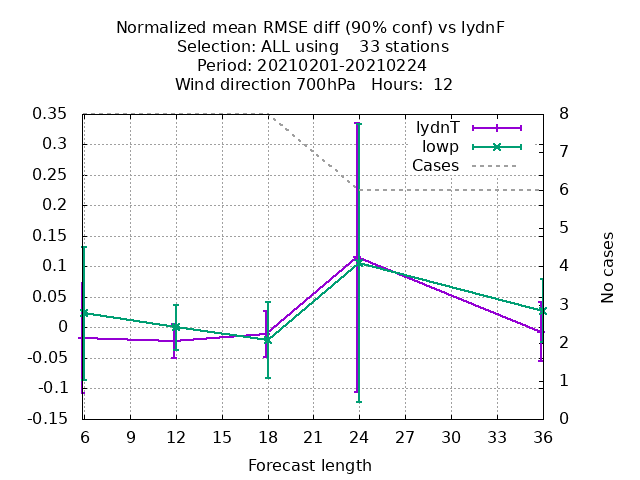 Normalized mean RMSE diff (90% conf) vs lydnF
Selection: ALL using    33 stations
Period: 20210201-20210224
Wind direction 700hPa   Hours:  12
0.35
0.3
0.25
0.2
0.15
0.1
0.05
0
-0.05
-0.1
-0.15
lydnT
lowp
Cases
8
7
6
5
4
3
2
1
0
No cases
6 9 12 15 18 21 24 27 30 33 36
Forecast length